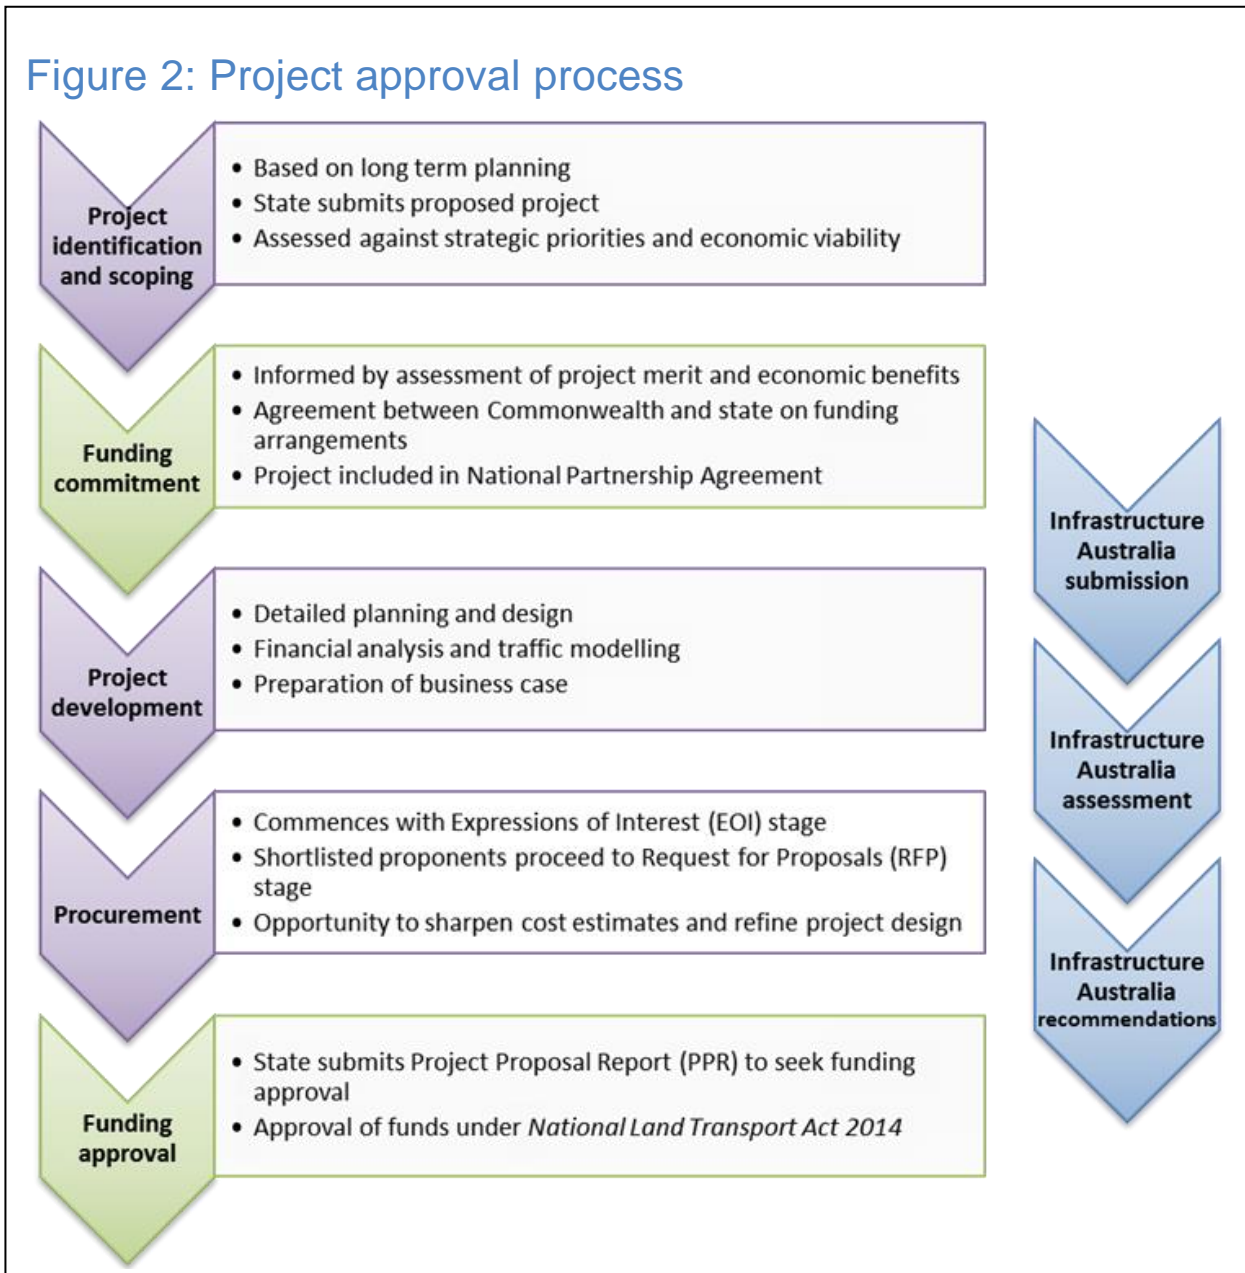 Figure 2: Project approval process
Project
identification
and scoping
• Based on long term planning
• State submits proposed project
• Assessed against strategic priorities and economic viability
Funding
commitment
• Informed by assessment of project merit and economic benefits
• Agreement between Commonwealth and state on funding
arrangements
• Project included in National Partnership Agreement
Project
development
• Detailed planning and design
• Financial analysis and traffic modelling
• Preparation of business case
Procurement
• Commences with Expressions of Interest (EOI) stage
• Shortlisted proponents proceed to Request for Proposals (RFP)
stage
• Opportunity to sharpen cost estimates and refine project design
Funding
approval
• State submits Project Proposal Report (PPR) to seek funding
approval
• Approval of funds under National Land Transport Act 2014
Infrastructure
Australia
submission
Infrastructure
Australia
assessment
Infrastructure
Australia
recommendations